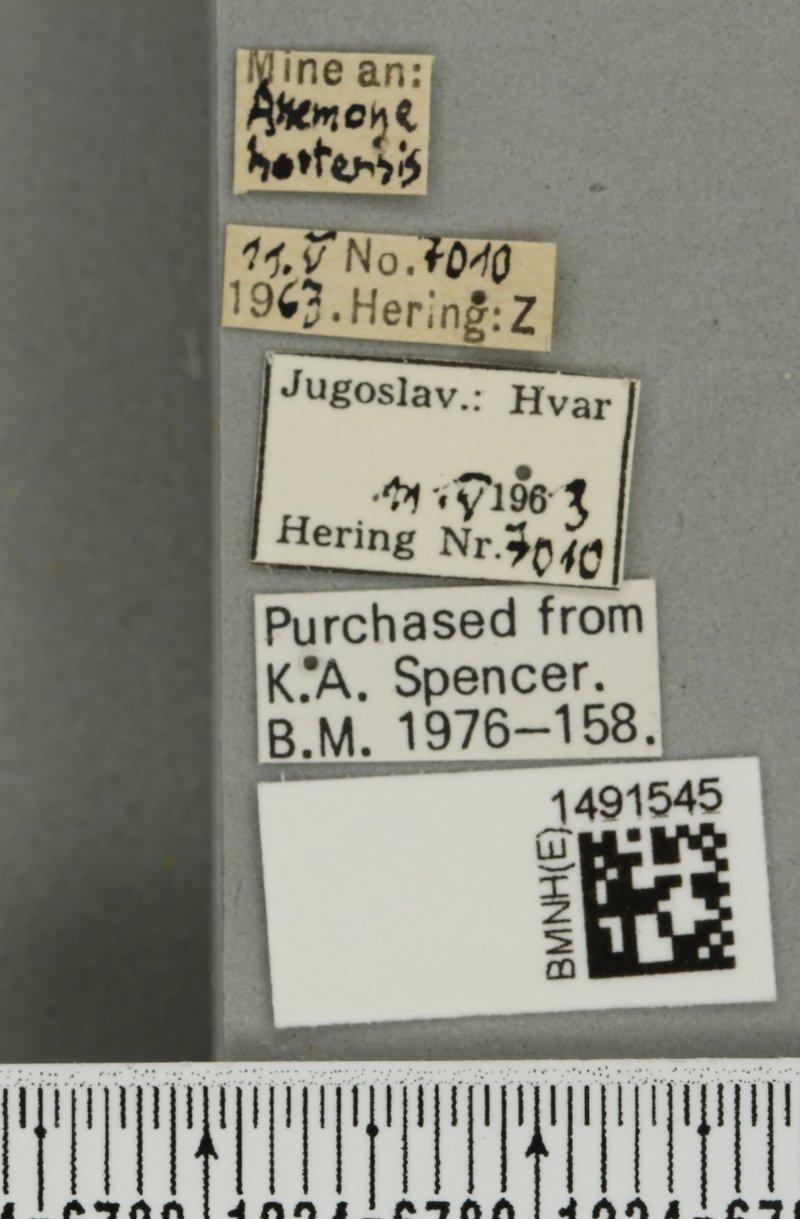 Mine an:
Anemone
hortensis
11.V No.7010
1963.Hering:Z
Jugoslav.: Hvar
11.V 1963
Hering Nr.7010
Purchased from
K.A. Spencer.
B.M. 1976-158.
1491545
BMNH(E)